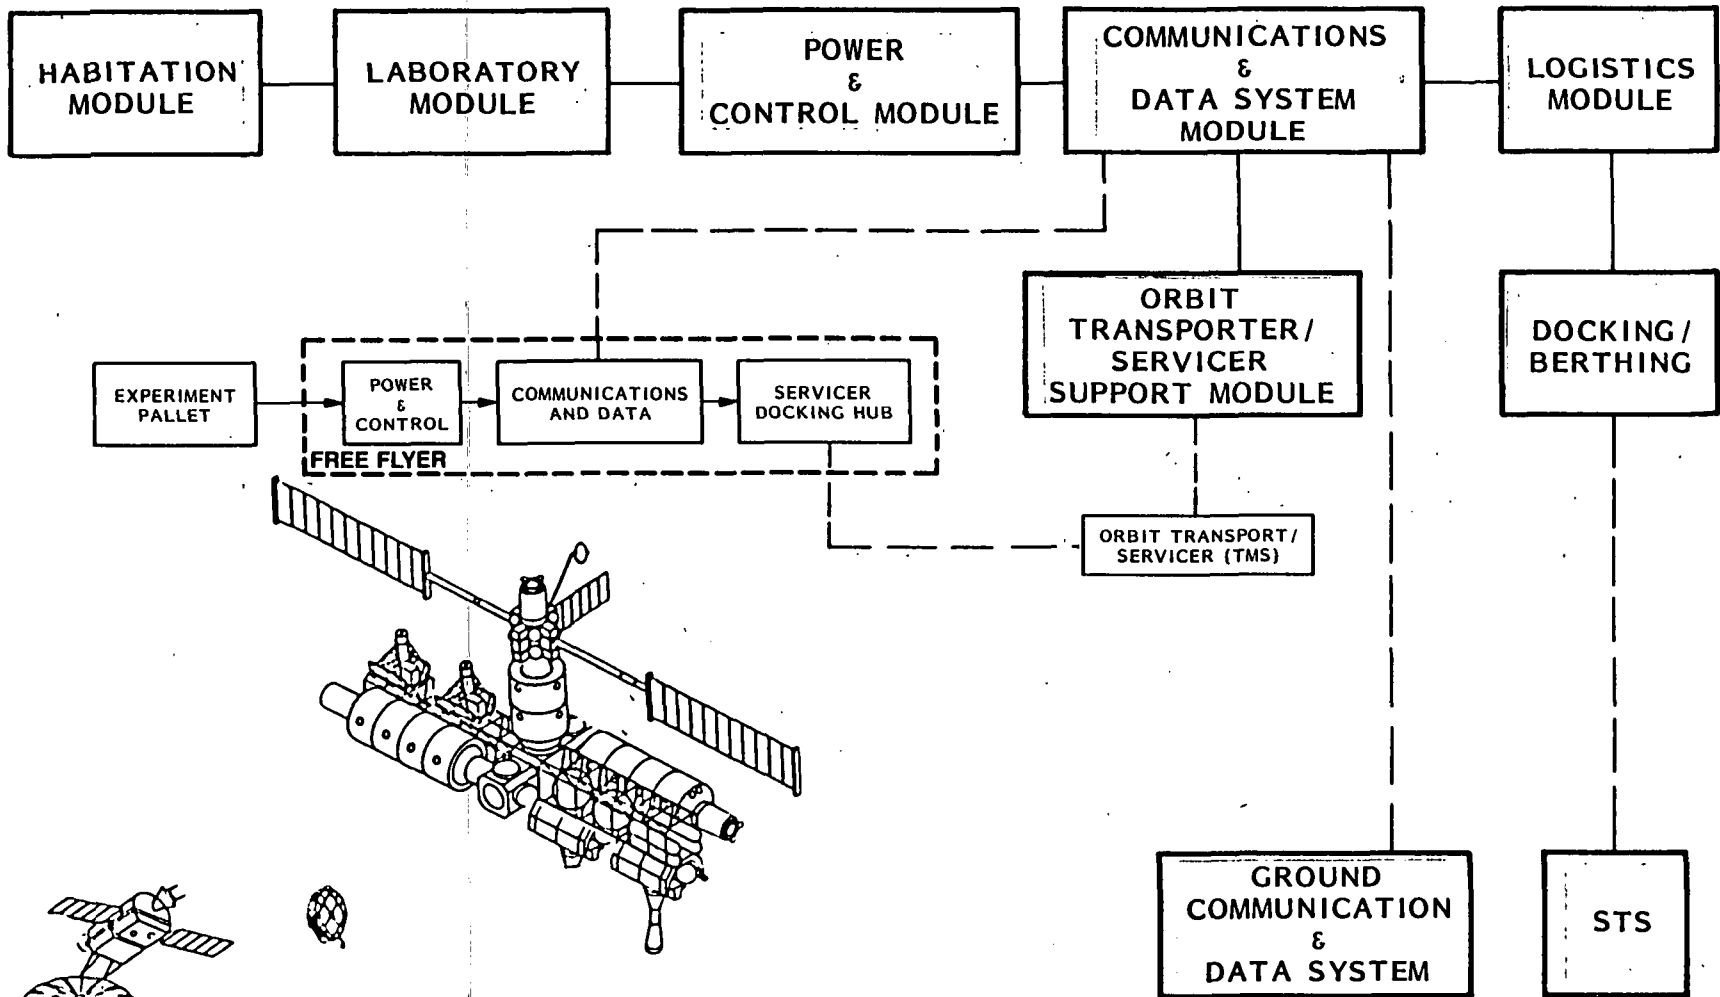 HABITATION
MODULE
LABORATORY
MODULE
POWER
&
CONTROL MODULE
COMMUNICATIONS
&
DATA SYSTEM
MODULE
LOGISTICS
MODULE
ORBIT
TRANSPORTER/
SERVICER
SUPPORT MODULE
DOCKING/
BERTHING
EXPERIMENT
PALLET
POWER
&
CONTROL
COMMUNICATIONS
AND DATA
SERVICER
DOCKING HUB
FREE FLYER
ORBIT TRANSPORT/
SERVICER (TMS)
GROUND
COMMUNICATION
&
DATA SYSTEM
STS